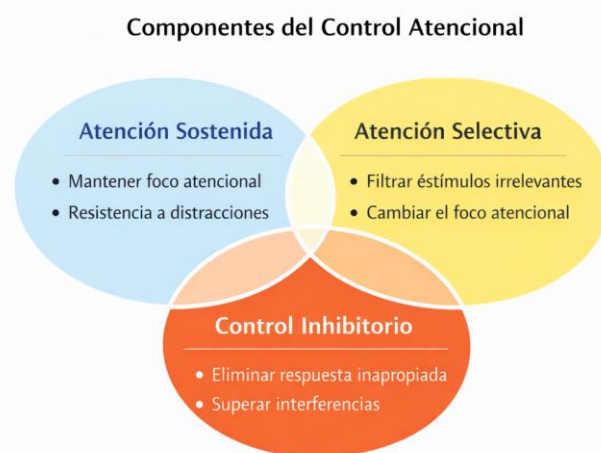 Componentes del Control Atencional
Atención Sostenida
• Mantener foco atencional
• Resistencia a distracciones
Atención Selectiva
• Filtrar éstímulos irrelevantes
• Cambiar el foco atencional
Control Inhibitorio
• Eliminar respuesta inapropiada
• Superar interferencias